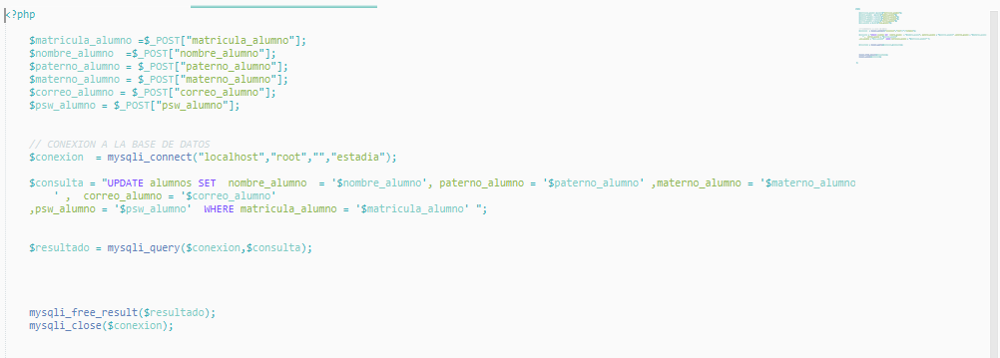 <?php
$matricula_alumno =$_POST["matricula_alumno"];
$nombre_alumno  =$_POST["nombre_alumno"];
$paterno_alumno = $_POST["paterno_alumno"];
$materno_alumno = $_POST["materno_alumno"];
$correo_alumno = $_POST["correo_alumno"];
$psw_alumno = $_POST["psw_alumno"];
// CONEXION A LA BASE DE DATOS
$conexion  = mysqli_connect("localhost","root","","estadia");
$consulta = "UPDATE alumnos SET  nombre_alumno  = '$nombre_alumno', paterno_alumno = '$paterno_alumno' ,materno_alumno = '$materno_alumno
' ,  correo_alumno = '$correo_alumno'
,psw_alumno = '$psw_alumno'  WHERE matricula_alumno = '$matricula_alumno' ";
$resultado = mysqli_query($conexion,$consulta);
mysqli_free_result($resultado);
mysqli_close($conexion);